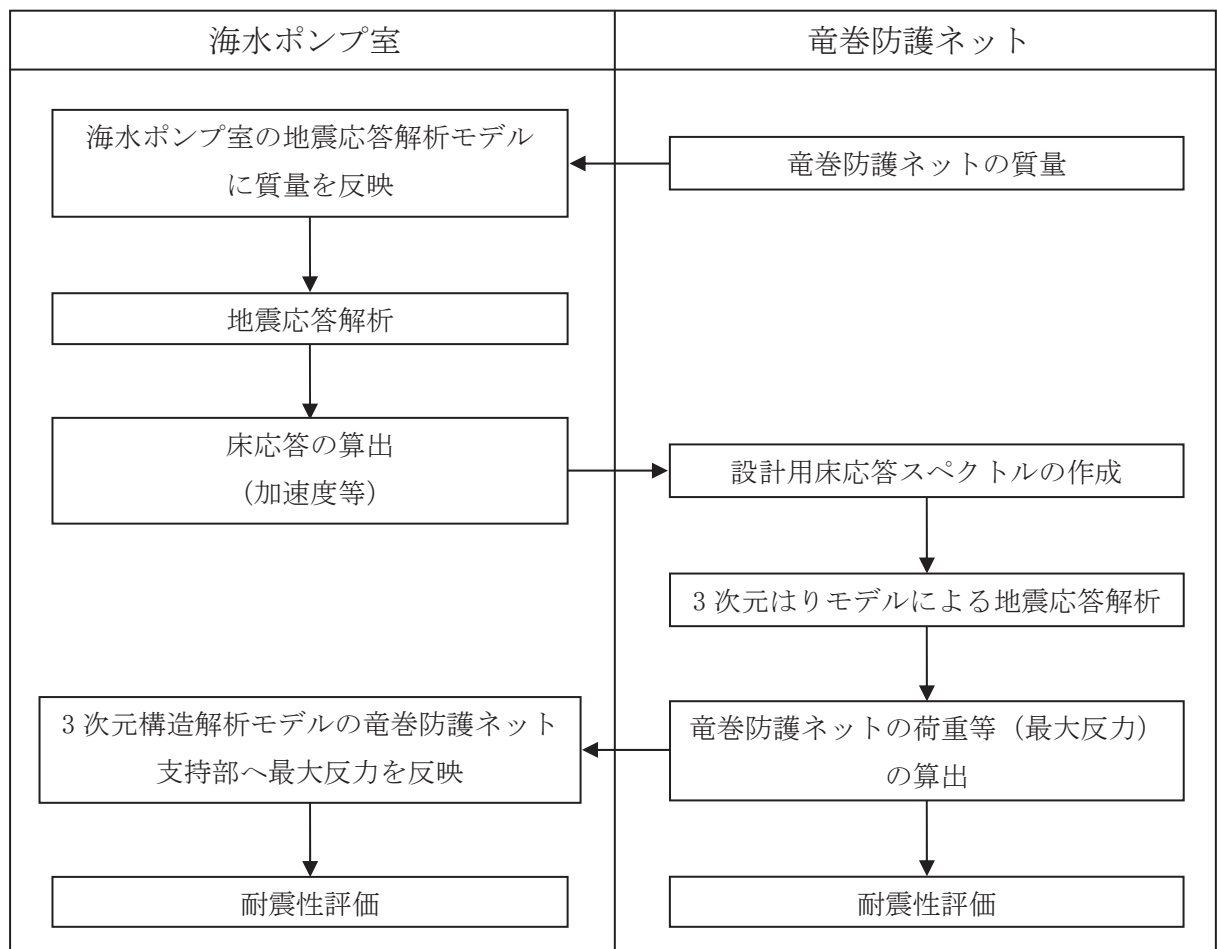 海水ポンプ室
竜巻防護ネット
海水ポンプ室の地震応答解析モデル
に質量を反映
竜巻防護ネットの質量
地震応答解析
床応答の算出
（加速度等）
設計用床応答スペクトルの作成
3 次元はりモデルによる地震応答解析
竜巻防護ネットの荷重等（最大反力）
の算出
3 次元構造解析モデルの竜巻防護ネット
支持部へ最大反力を反映
耐震性評価
耐震性評価